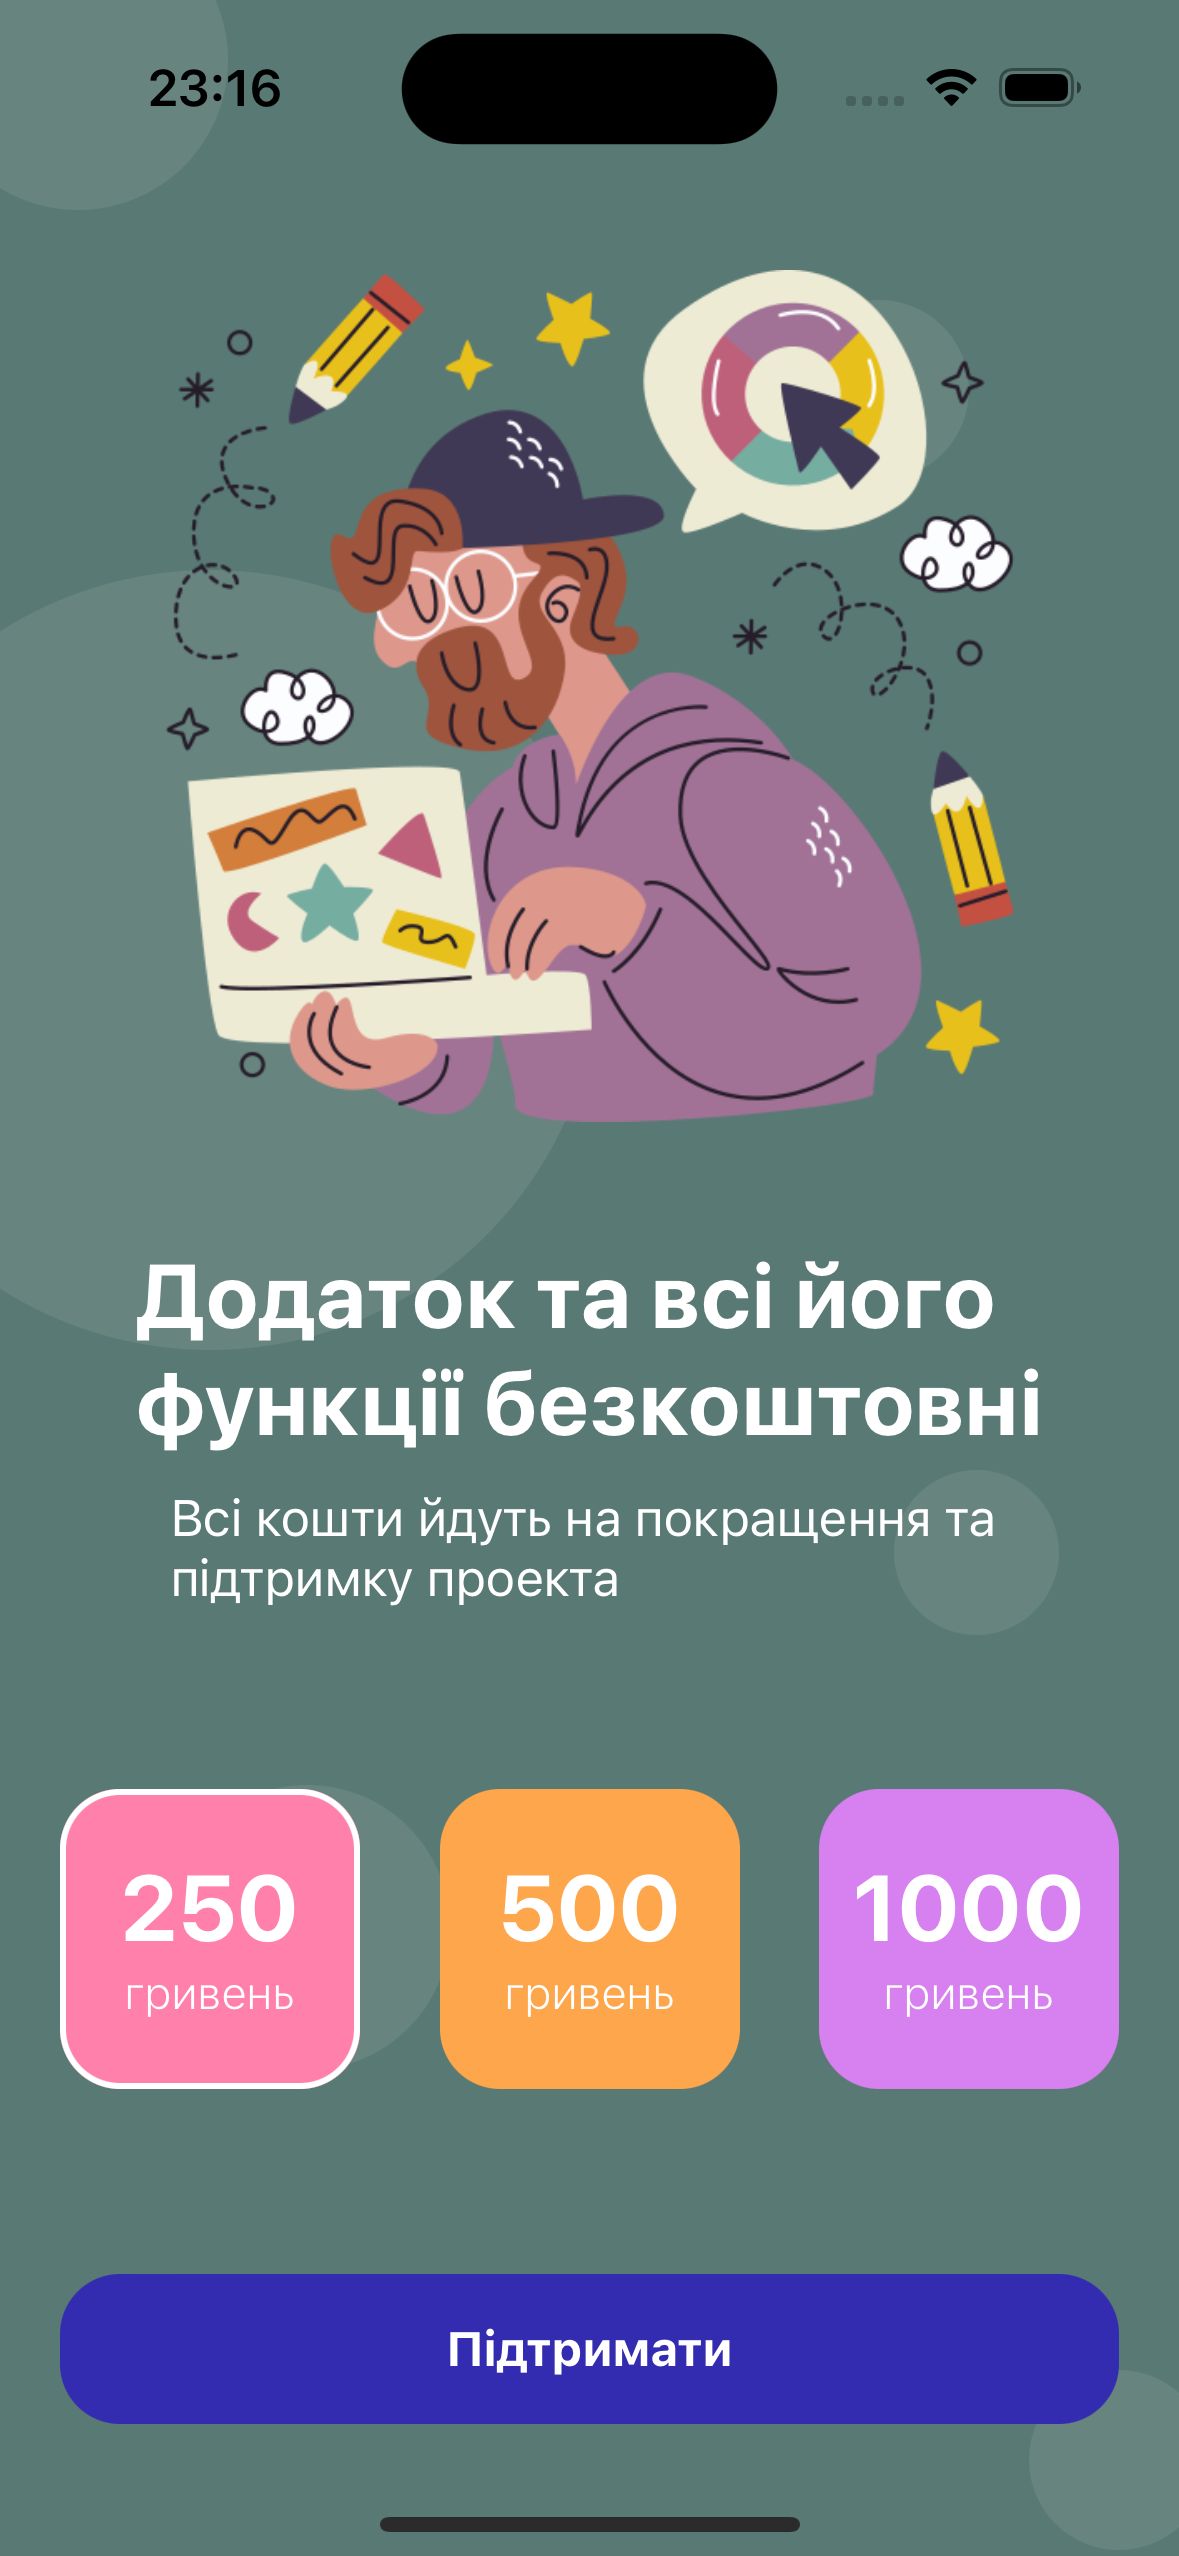 23:16
Додаток та всі його
функції безкоштовні
Всі кошти йдуть на покращення та
підтримку проекта
250
гривень
500
гривень
1000
гривень
Підтримати